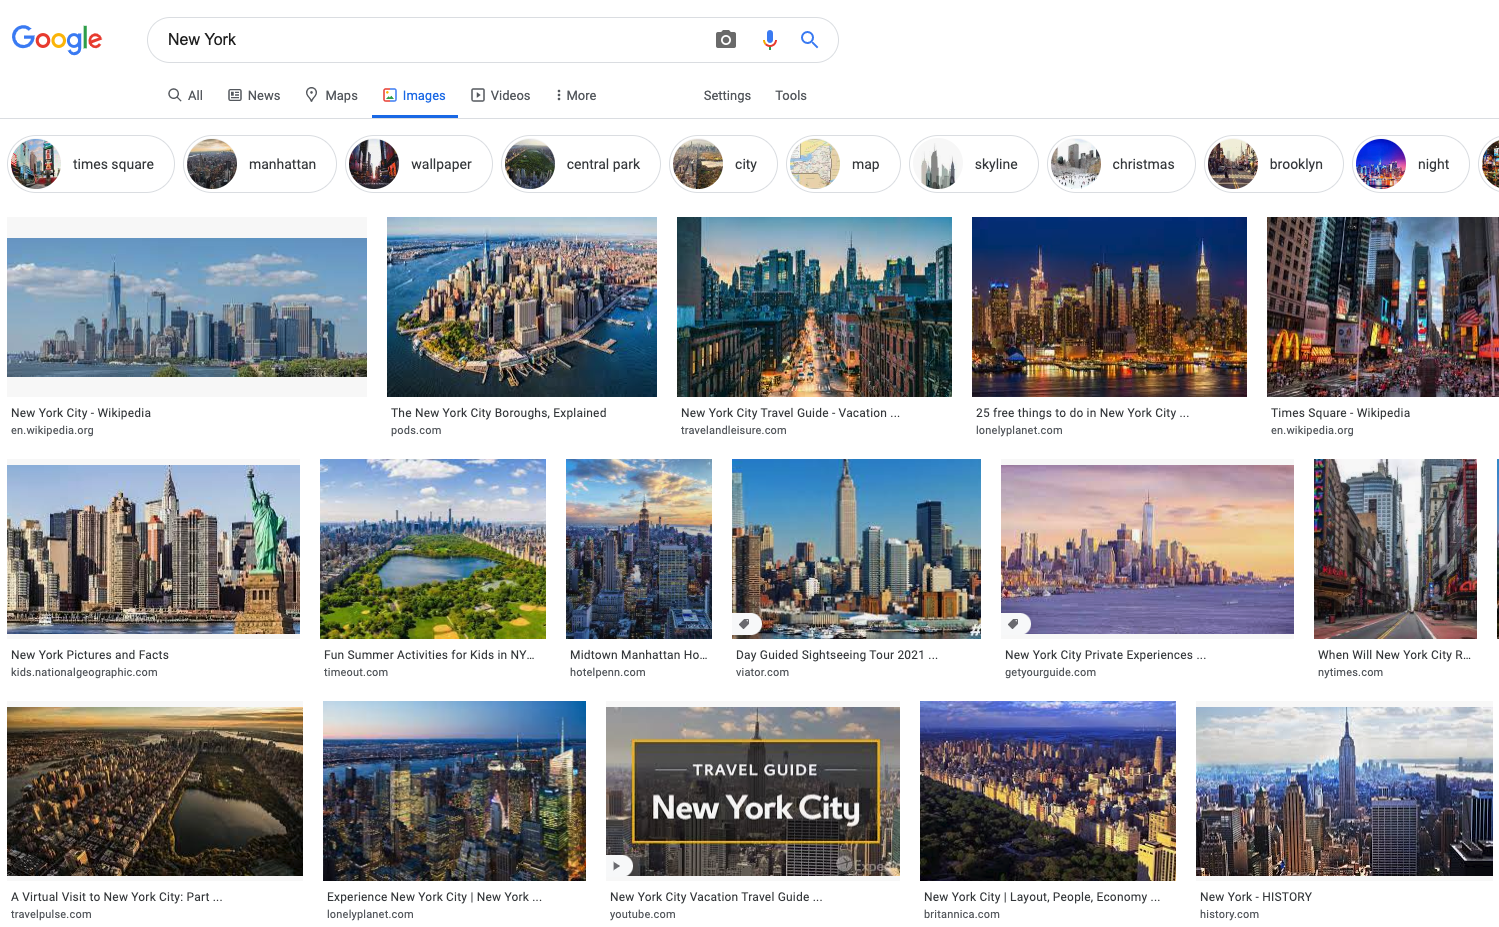 Google
New York
All
News
Maps
Images
Videos
More
Settings
Tools
times square
manhattan
wallpaper
central park
city
map
skyline
christmas
brooklyn
night
New York City - Wikipedia
en.wikipedia.org
The New York City Boroughs, Explained
pods.com
New York City Travel Guide - Vacation ...
travelandleisure.com
25 free things to do in New York City ...
lonelyplanet.com
Times Square - Wikipedia
en.wikipedia.org
REGAL
#
New York Pictures and Facts
kids.nationalgeographic.com
Fun Summer Activities for Kids in NY...
timeout.com
Midtown Manhattan Ho...
hotelpenn.com
Day Guided Sightseeing Tour 2021 ...
viator.com
New York City Private Experiences ...
getyourguide.com
When Will New York City R...
nytimes.com
TRAVEL GUIDE
New York City
A Virtual Visit to New York City: Part ...
travelpulse.com
Experience New York City | New York ...
lonelyplanet.com
New York City Vacation Travel Guide ...
youtube.com
New York City | Layout, People, Economy ...
britannica.com
New York - HISTORY
history.com